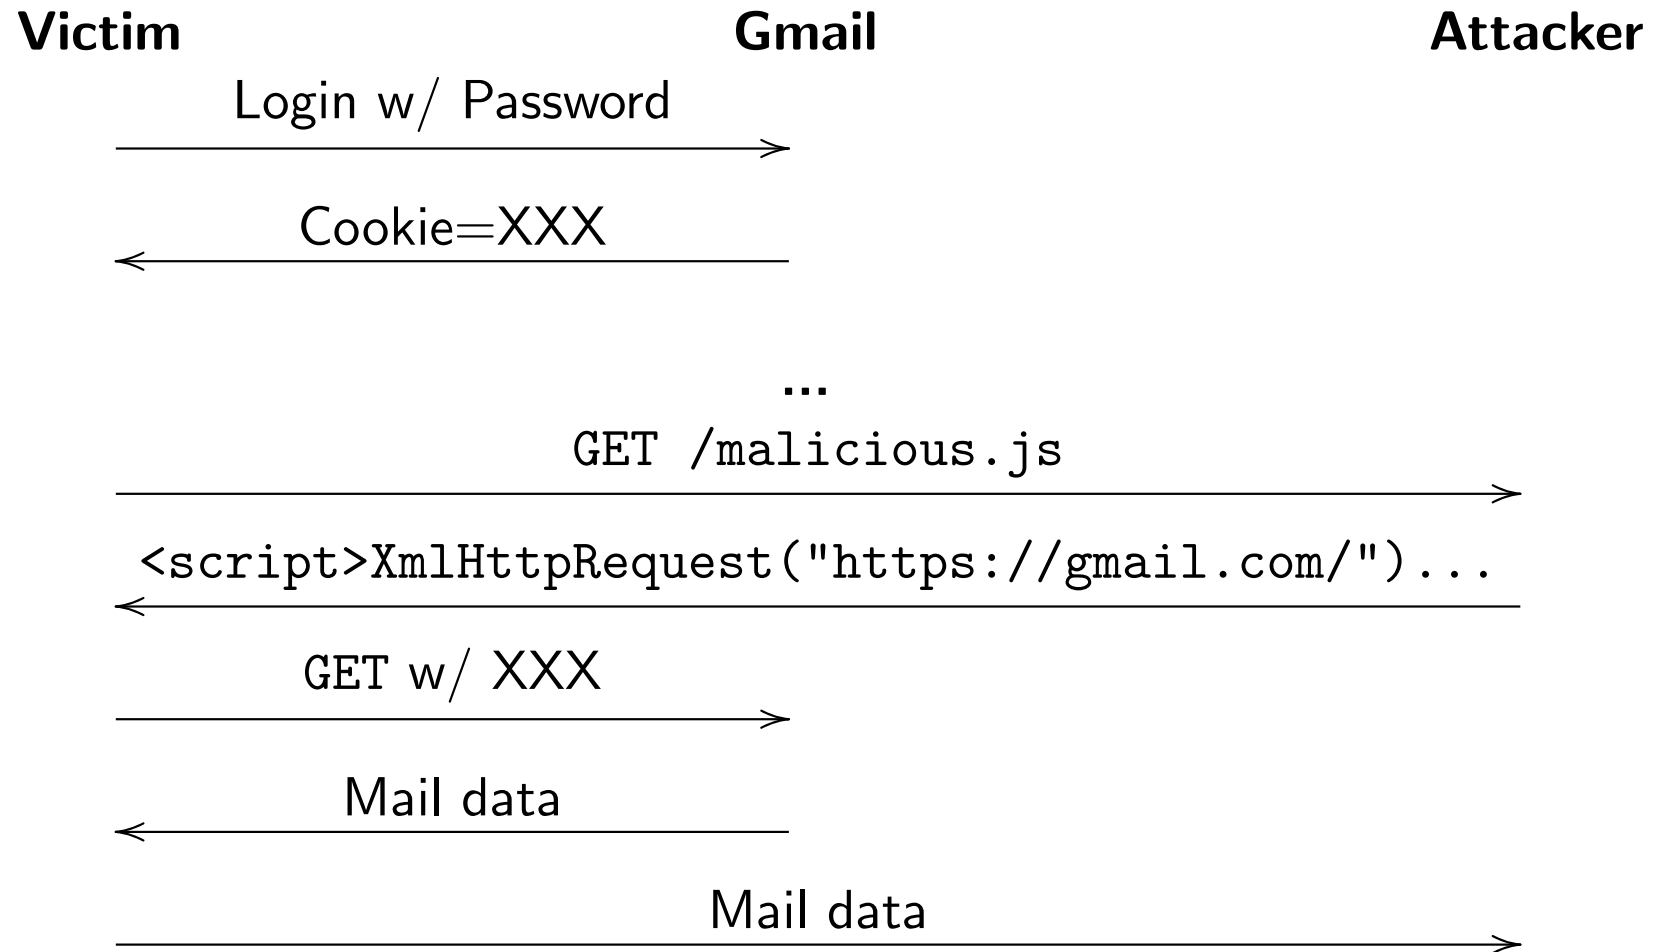 Victim Gmail Attacker
Login w/ Password
Cookie=XXX
...
GET /malicious.js
<script>XmlHttpRequest("https://gmail.com/")...
GET w/ XXX
Mail data
Mail data